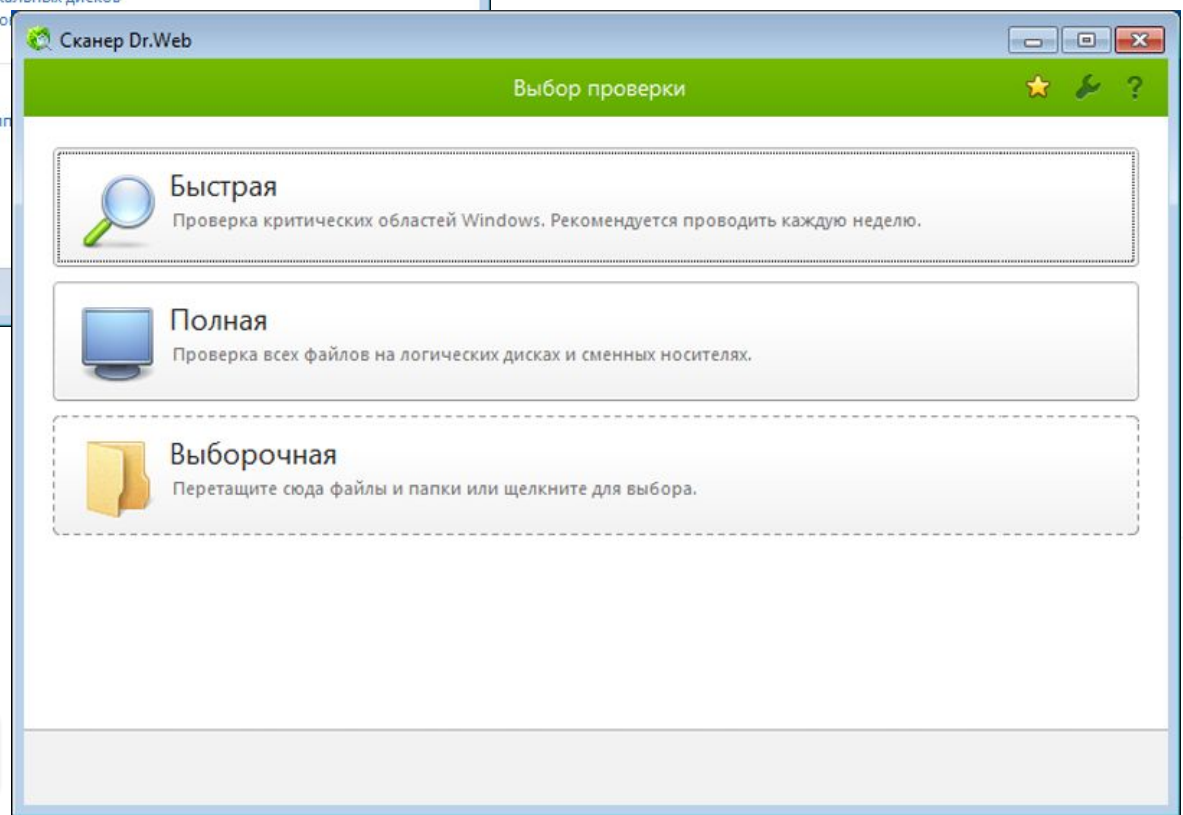 дисков
Сканер Dr.Web
Выбор проверки
?
Быстрая
Проверка критических областей Windows. Рекомендуется проводить каждую неделю.
Полная
Проверка всех файлов на логических дисках и сменных носителях.
Выборочная
Перетащите сюда файлы и папки или щелкните для выбора.